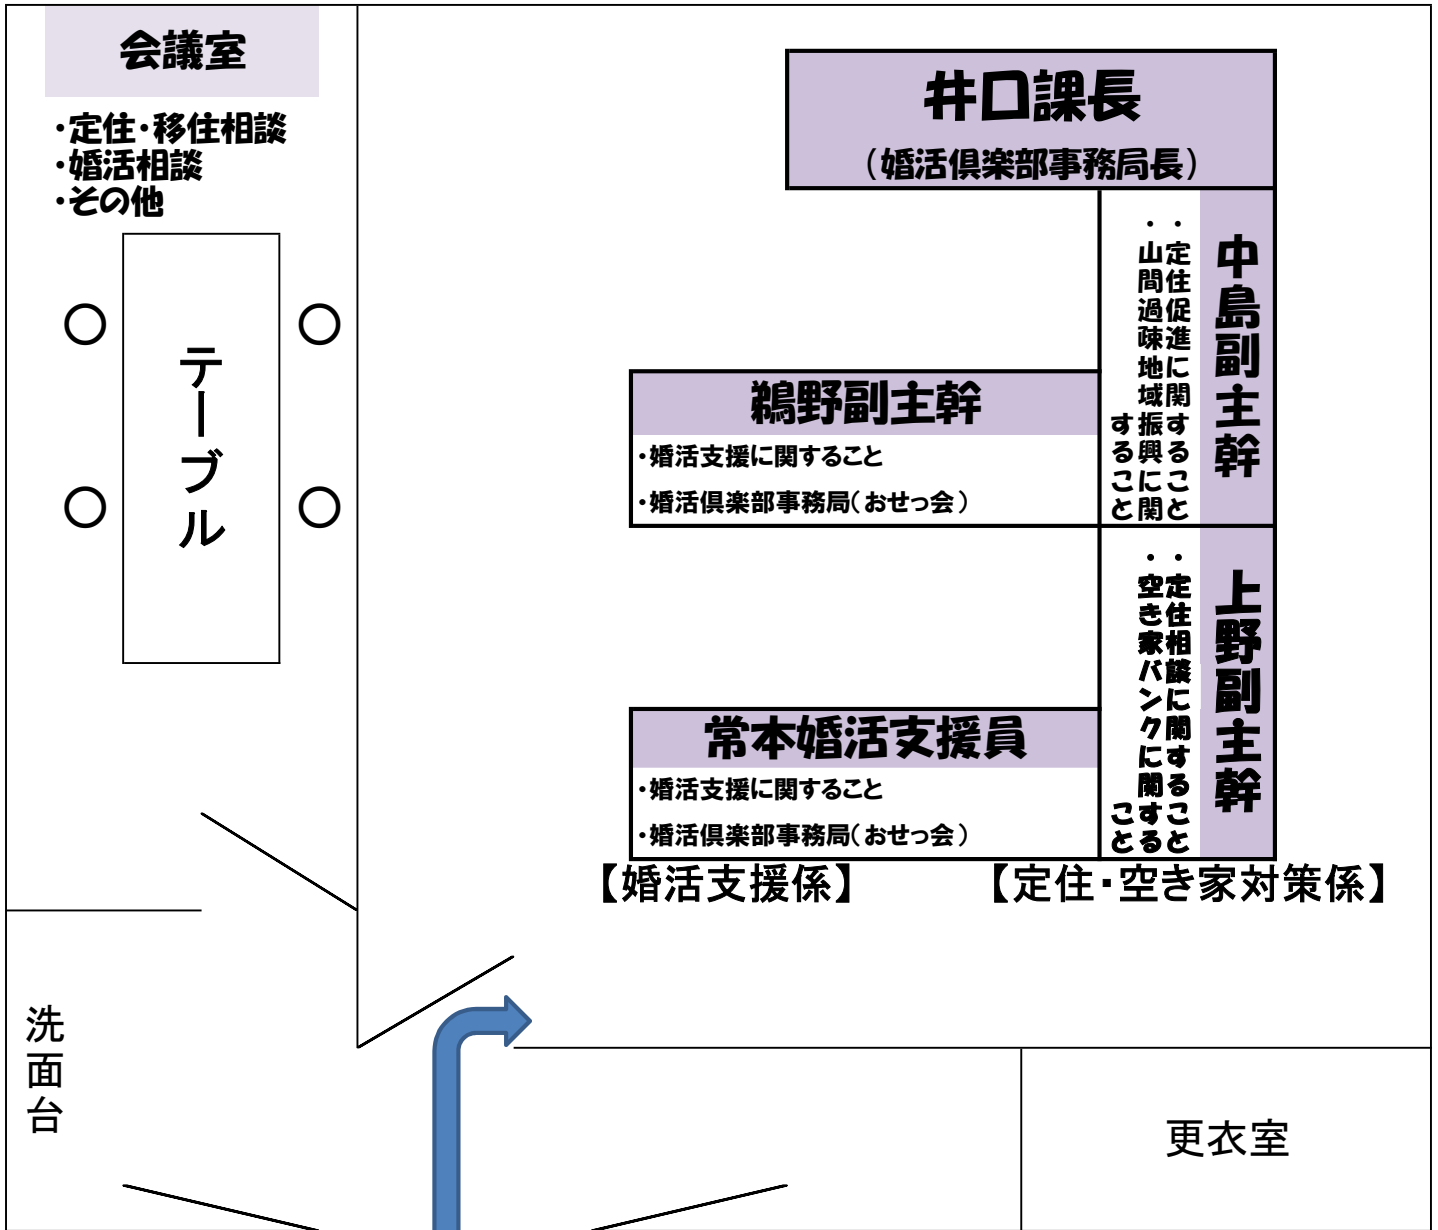 会議室
・定住・移住相談
・婚活相談
・その他
テーブル
井口課長
（婚活倶楽部事務局長）
中島副主幹
・定住促進に関すること
・山間過疎地域振興に関
すること
鵜野副主幹
・婚活支援に関すること
・婚活倶楽部事務局（おせっ会）
上野副主幹
・定住相談に関すること
・空き家バンクに関する
こと
常本婚活支援員
・婚活支援に関すること
・婚活倶楽部事務局（おせっ会）
【婚活支援係】
【定住・空き家対策係】
洗面台
更衣室